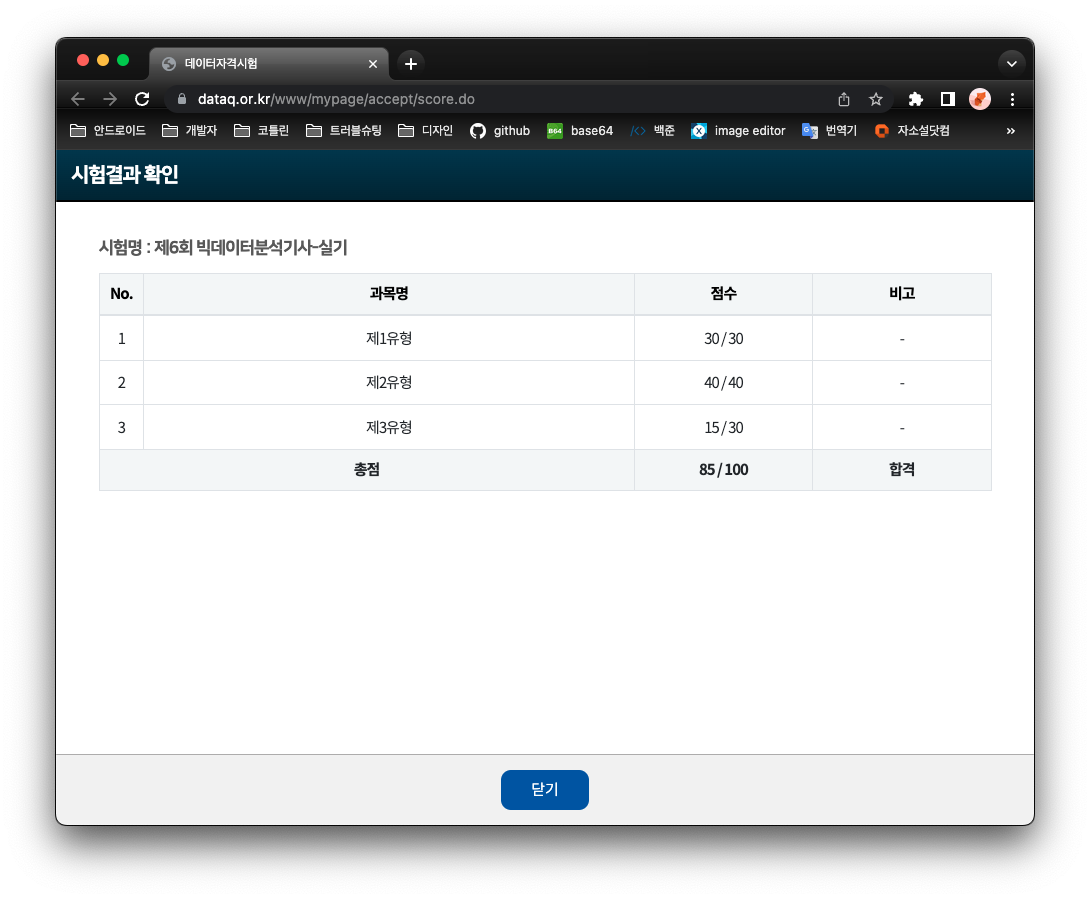 데이터자격시험
dataq.or.kr/www/mypage/accept/score.do
안드로이드 개발자 코틀린 트러블슈팅 디자인 github B64 base64 백준 image editor 번역기 자소설닷컴 »
시험결과 확인
시험명 : 제6회 빅데이터분석기사-실기
No. 과목명 점수 비고
1 제1유형 30 / 30 -
2 제2유형 40 / 40 -
3 제3유형 15 / 30 -
총점 85 / 100 합격
닫기